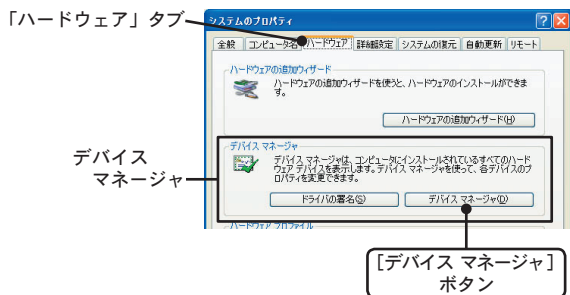 「ハードウェア」タブ
システムのプロパティ
全般 コンピュータ名 ハードウェア 詳細設定 システムの復元 自動更新 リモート
ハードウェアの追加ウィザード
ハードウェアの追加ウィザードを使うと、ハードウェアのインストールができま
す。
ハードウェアの追加ウィザード(H)
デバイス
マネージャ
デバイス マネージャ
デバイス マネージャは、コンピュータにインストールされているすべてのハード
ウェア デバイスを表示します。デバイス マネージャを使って、各デバイスのプ
ロパティを変更できます。
ドライバの署名(S) デバイス マネージャ(D)
ハードウェア プロファイル
[デバイス マネージャ]
ボタン